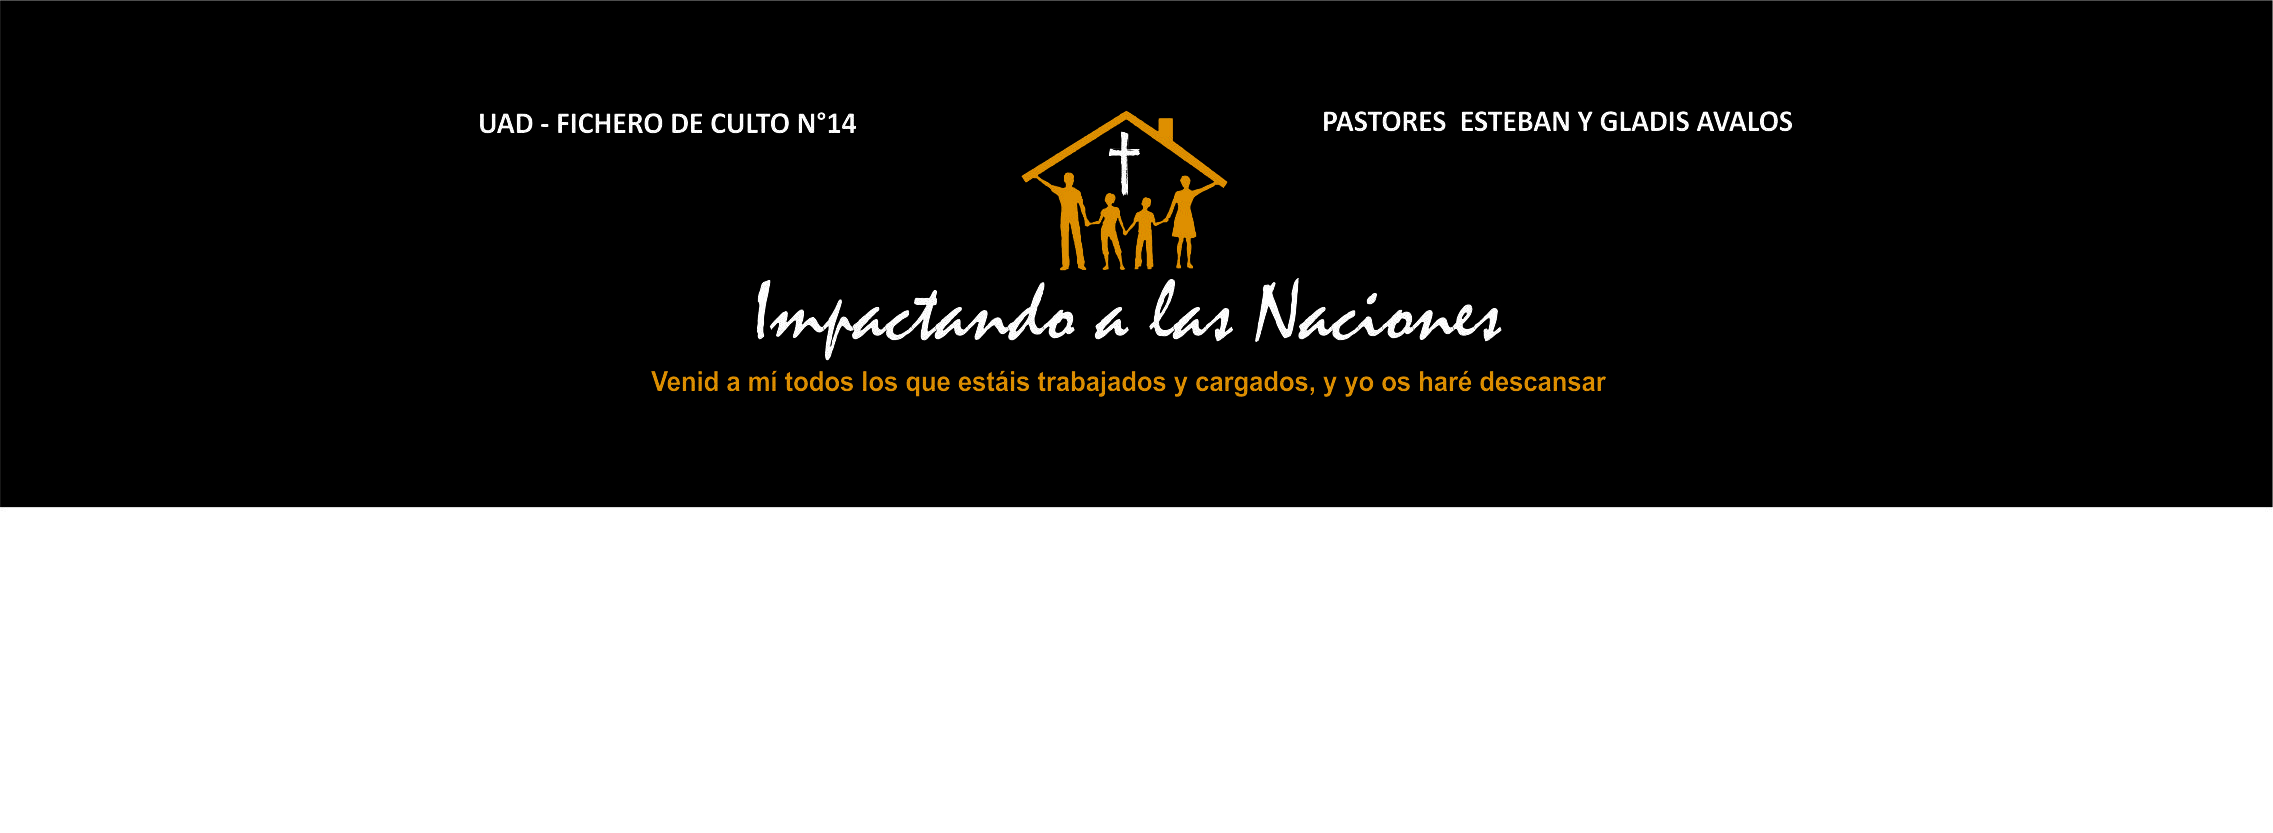 UAD - FICHERO DE CULTO N°14
PASTORES ESTEBAN Y GLADIS AVALOS
Impactando a las Naciones
Venid a mí todos los que estáis trabajados y cargados, y yo os haré descansar